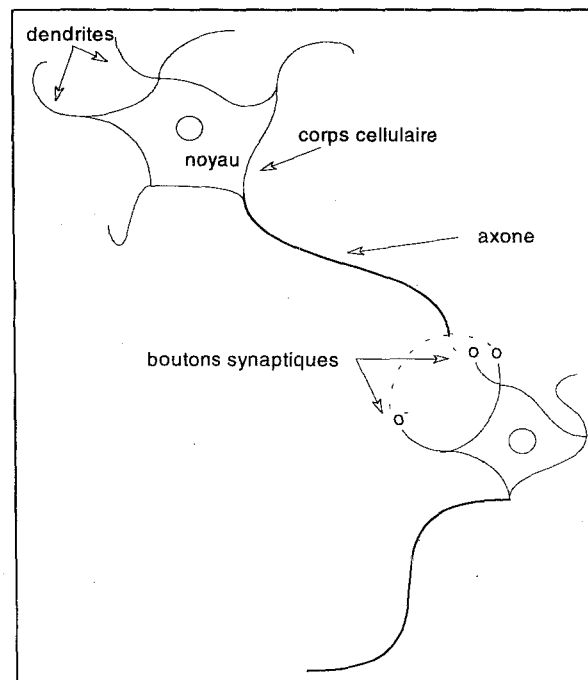 dendrites
noyau
corps cellulaire
axone
boutons synaptiques